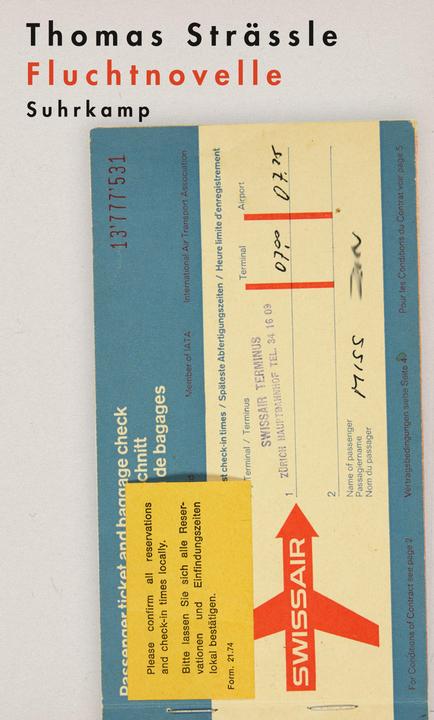 Thomas Strässle
Fluchtnovelle
Suhrkamp
13'777'531
Passenger ticket and baggage check
chnitt
de bagages
International Air Transport Association
Member of IATA
st check-in times / Späteste Abfertigungszeiten / Heure limite d'enregistrement
Terminal / Terminus
Terminal
Airport
07.00
07.25
SWISSAIR TERMINUS
ZÜRICH HAUPTBAHNHOF TEL. 34 16 09
1
2
Name of passenger
Passagiername
Nom du passager
MISS
For Conditions of Contract see page 2
Vertragsbedingungen siehe Seite 4
Pour les Conditions du Contrat voir page 5
SWISSAIR
Please confirm all reservations
and check-in times locally.
Bitte lassen Sie sich alle Reser-
vationen und Einfindungszeiten
lokal bestätigen.
Form. 21.74